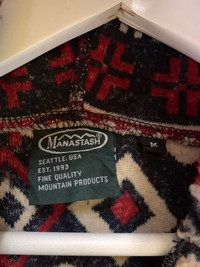 MANASTASH
SEATTLE, USA
EST. 1993
FINE QUALITY
MOUNTAIN PRODUCTS
M